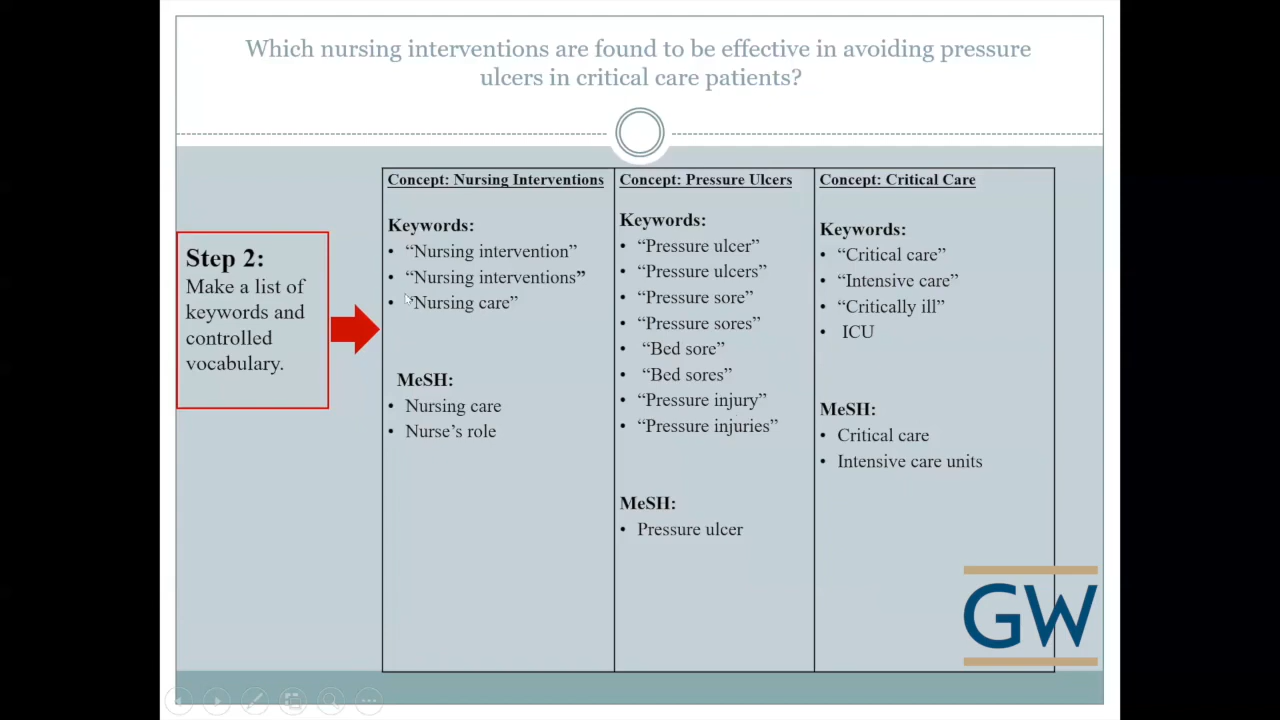 Which nursing interventions are found to be effective in avoiding pressure
ulcers in critical care patients?
Step 2:
Make a list of
keywords and
controlled
vocabulary.
Concept: Nursing Interventions
Keywords:
• “Nursing intervention”
• “Nursing interventions”
• “Nursing care”
MeSH:
• Nursing care
• Nurse’s role
Concept: Pressure Ulcers
Keywords:
• “Pressure ulcer”
• “Pressure ulcers”
• “Pressure sore”
• “Pressure sores”
• “Bed sore”
• “Bed sores”
• “Pressure injury”
• “Pressure injuries”
MeSH:
• Pressure ulcer
Concept: Critical Care
Keywords:
• “Critical care”
• “Intensive care”
• “Critically ill”
• ICU
MeSH:
• Critical care
• Intensive care units
GW